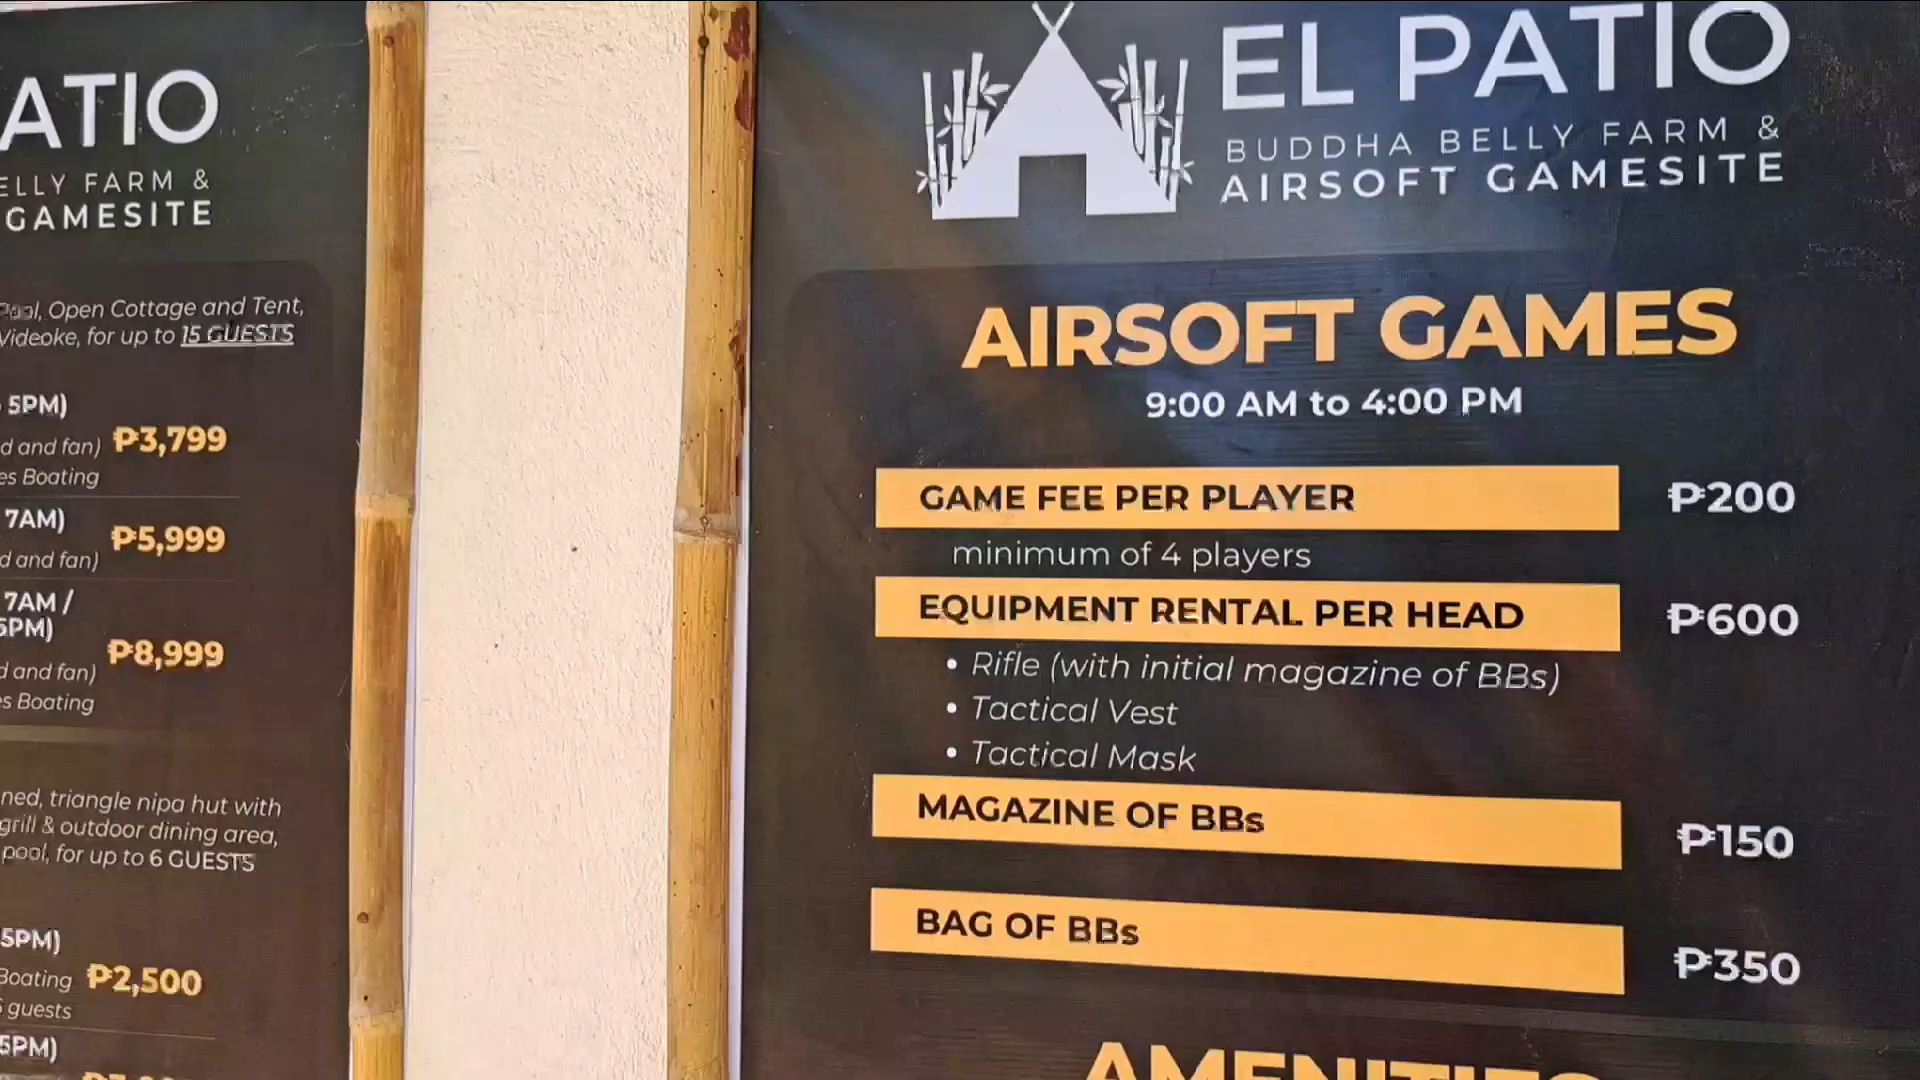 ATIO
ELLY FARM &
GAMESITE
Pool, Open Cottage and Tent,
Videoke, for up to 15 GUESTS
5PM)
₱3,799
d and fan)
es Boating
7AM)
₱5,999
d and fan)
7AM /
5PM)
₱8,999
d and fan)
s Boating
ned, triangle nipa hut with
grill & outdoor dining area,
pool, for up to 6 GUESTS
5PM)
Boating ₱2,500
guests
5PM)
EL PATIO
BUDDHA BELLY FARM &
AIRSOFT GAMESITE
AIRSOFT GAMES
9:00 AM to 4:00 PM
GAME FEE PER PLAYER ₱200
minimum of 4 players
EQUIPMENT RENTAL PER HEAD ₱600
• Rifle (with initial magazine of BBs)
• Tactical Vest
• Tactical Mask
MAGAZINE OF BBs ₱150
BAG OF BBs ₱350
AMENITIES